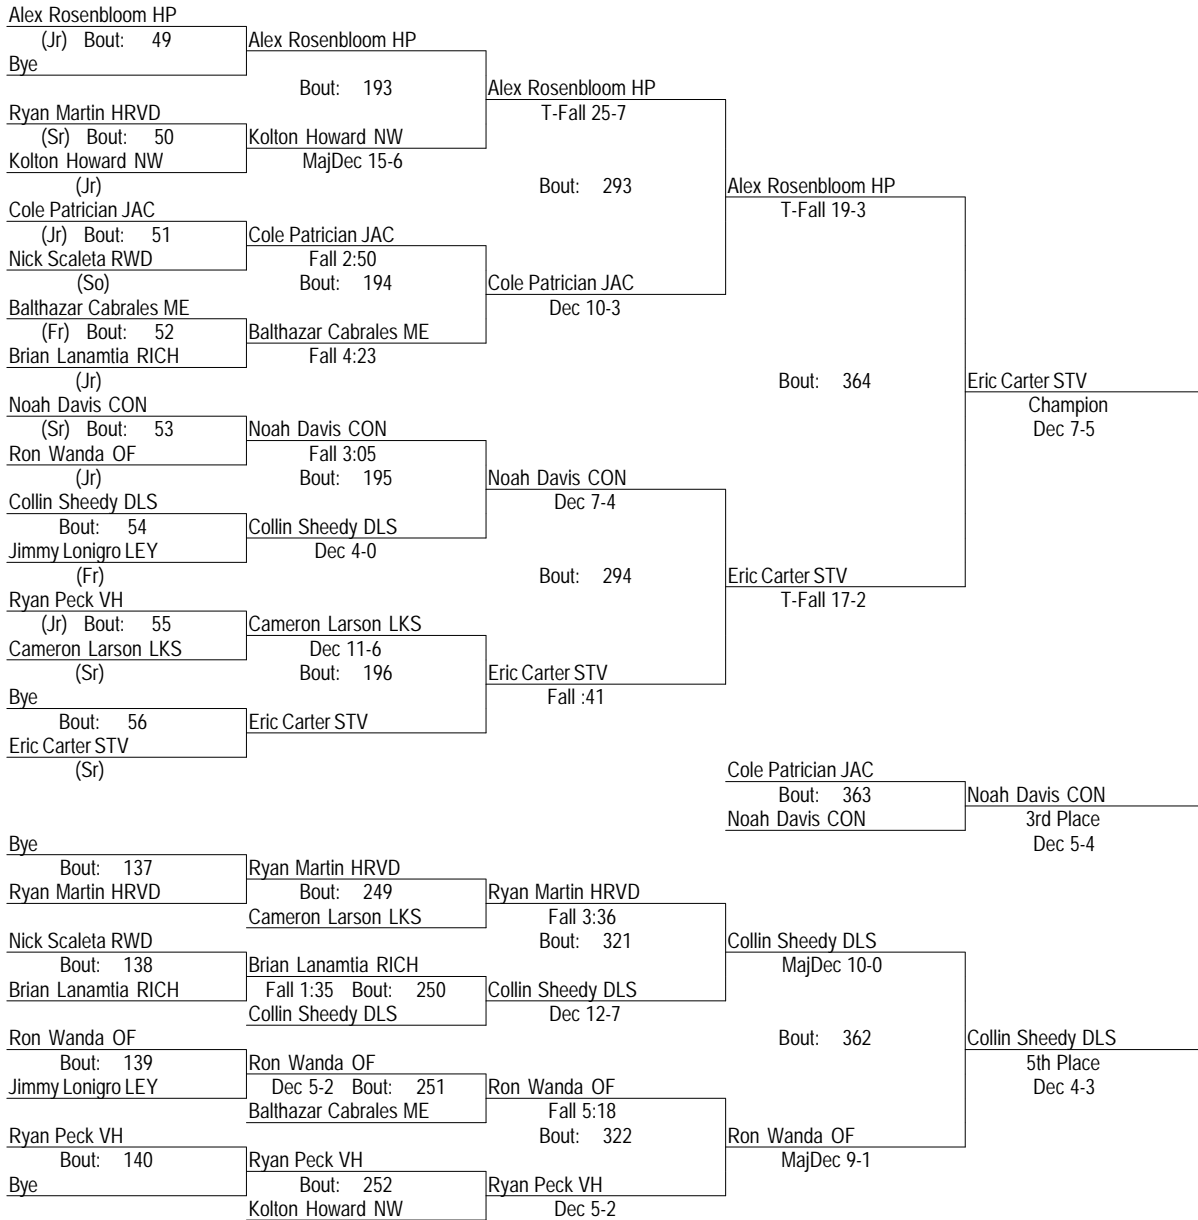 Alex Rosenbloom HP
(Jr) Bout: 49
Alex Rosenbloom HP
Bye
Bout: 193
Alex Rosenbloom HP
Ryan Martin HRVD
T-Fall 25-7
(Sr) Bout: 50
Kolton Howard NW
Kolton Howard NW
MajDec 15-6
(Jr)
Bout: 293
Alex Rosenbloom HP
Cole Patrician JAC
T-Fall 19-3
(Jr) Bout: 51
Cole Patrician JAC
Nick Scaleta RWD
Fall 2:50
(So)
Bout: 194
Cole Patrician JAC
Balthazar Cabrales ME
Dec 10-3
(Fr) Bout: 52
Balthazar Cabrales ME
Brian Lanamtia RICH
Fall 4:23
(Jr)
Bout: 364
Eric Carter STV
Noah Davis CON
Champion
(Sr) Bout: 53
Noah Davis CON
Dec 7-5
Ron Wanda OF
Fall 3:05
(Jr)
Bout: 195
Noah Davis CON
Collin Sheedy DLS
Dec 7-4
Bout: 54
Collin Sheedy DLS
Jimmy Lonigro LEY
Dec 4-0
(Fr)
Bout: 294
Eric Carter STV
Ryan Peck VH
T-Fall 17-2
(Jr) Bout: 55
Cameron Larson LKS
Cameron Larson LKS
Dec 11-6
(Sr)
Bout: 196
Eric Carter STV
Bye
Fall :41
Bout: 56
Eric Carter STV
Eric Carter STV
(Sr)
Cole Patrician JAC
Bout: 363
Noah Davis CON
Noah Davis CON
3rd Place
Dec 5-4
Bye
Bout: 137
Ryan Martin HRVD
Ryan Martin HRVD
Bout: 249
Ryan Martin HRVD
Cameron Larson LKS
Fall 3:36
Nick Scaleta RWD
Bout: 321
Collin Sheedy DLS
Bout: 138
Brian Lanamtia RICH
MajDec 10-0
Brian Lanamtia RICH
Fall 1:35 Bout: 250
Collin Sheedy DLS
Collin Sheedy DLS
Dec 12-7
Ron Wanda OF
Bout: 362
Collin Sheedy DLS
Bout: 139
Ron Wanda OF
5th Place
Jimmy Lonigro LEY
Dec 5-2 Bout: 251
Ron Wanda OF
Dec 4-3
Balthazar Cabrales ME
Fall 5:18
Ryan Peck VH
Bout: 322
Ron Wanda OF
Bout: 140
Ryan Peck VH
MajDec 9-1
Bye
Bout: 252
Ryan Peck VH
Kolton Howard NW
Dec 5-2